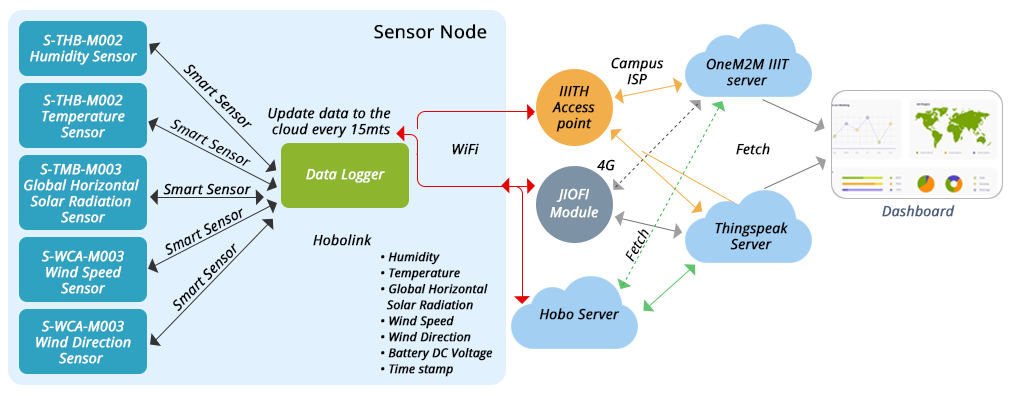 Sensor Node
S-THB-M002
Humidity Sensor
S-THB-M002
Temperature
Sensor
S-TMB-M003
Global Horizontal
Solar Radiation
Sensor
S-WCA-M003
Wind Speed
Sensor
S-WCA-M003
Wind Direction
Sensor
Smart Sensor
Smart Sensor
Smart Sensor
Smart Sensor
Smart Sensor
Update data to the
cloud every 15mts
Data Logger
Hobolink
WiFi
• Humidity
• Temperature
• Global Horizontal
Solar Radiation
• Wind Speed
• Wind Direction
• Battery DC Voltage
• Time stamp
IIITH
Access
point
Campus
ISP
4G
JIOFI
Module
Fetch
Hobo Server
OneM2M IIIT
server
Fetch
Thingspeak
Server
Dashboard